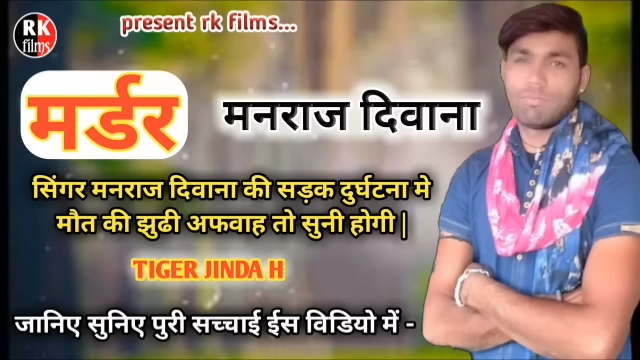 RK
films
present rk films...
मर्डर
मनराज दिवाना
सिंगर मनराज दिवाना की सड़क दुर्घटना मे
मौत की झुढी अफवाह तो सुनी होगी |
TIGER JINDA H
जानिए सुनिए पुरी सच्चाई ईस विडियो में -